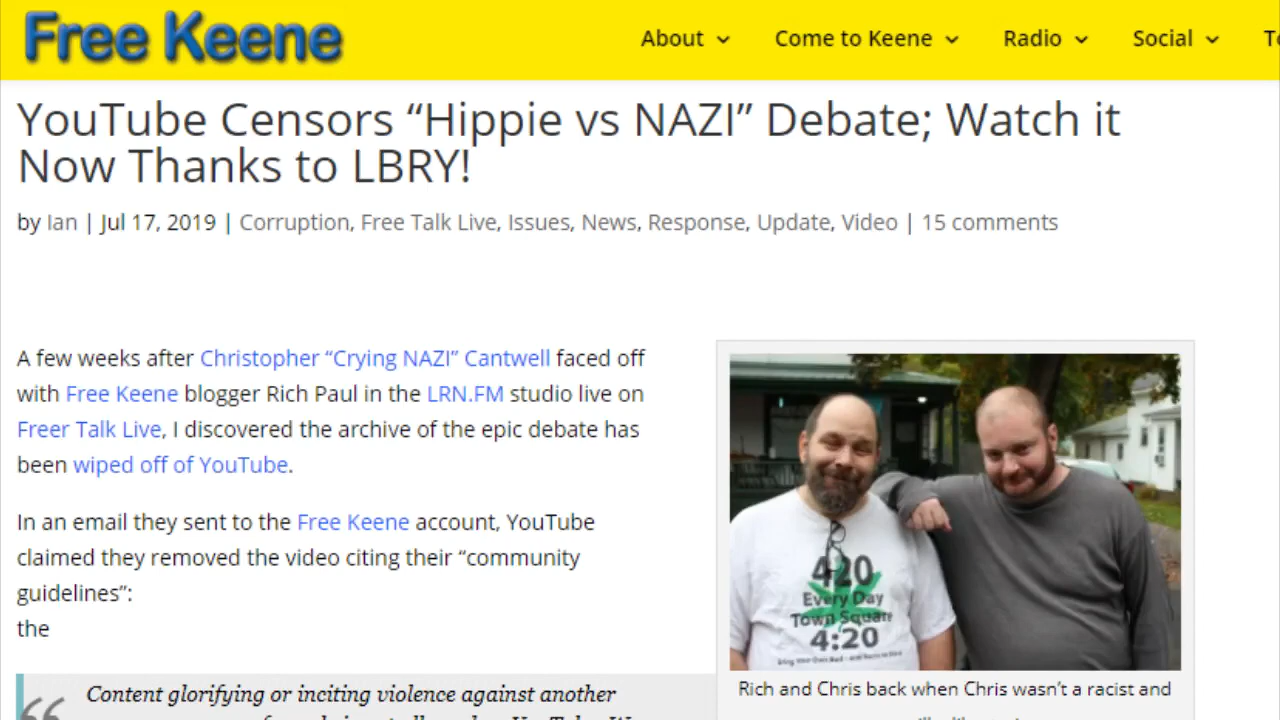 Free Keene
About
Come to Keene
Radio
Social
YouTube Censors “Hippie vs NAZI” Debate; Watch it
Now Thanks to LBRY!
by Ian | Jul 17, 2019 | Corruption, Free Talk Live, Issues, News, Response, Update, Video | 15 comments
A few weeks after Christopher “Crying NAZI” Cantwell faced off
with Free Keene blogger Rich Paul in the LRN.FM studio live on
Freer Talk Live, I discovered the archive of the epic debate has
been wiped off of YouTube.
In an email they sent to the Free Keene account, YouTube
claimed they removed the video citing their “community
guidelines”:
the
“ Content glorifying or inciting violence against another
420
Every Day
Town Square
4:20
Rich and Chris back when Chris wasn’t a racist and